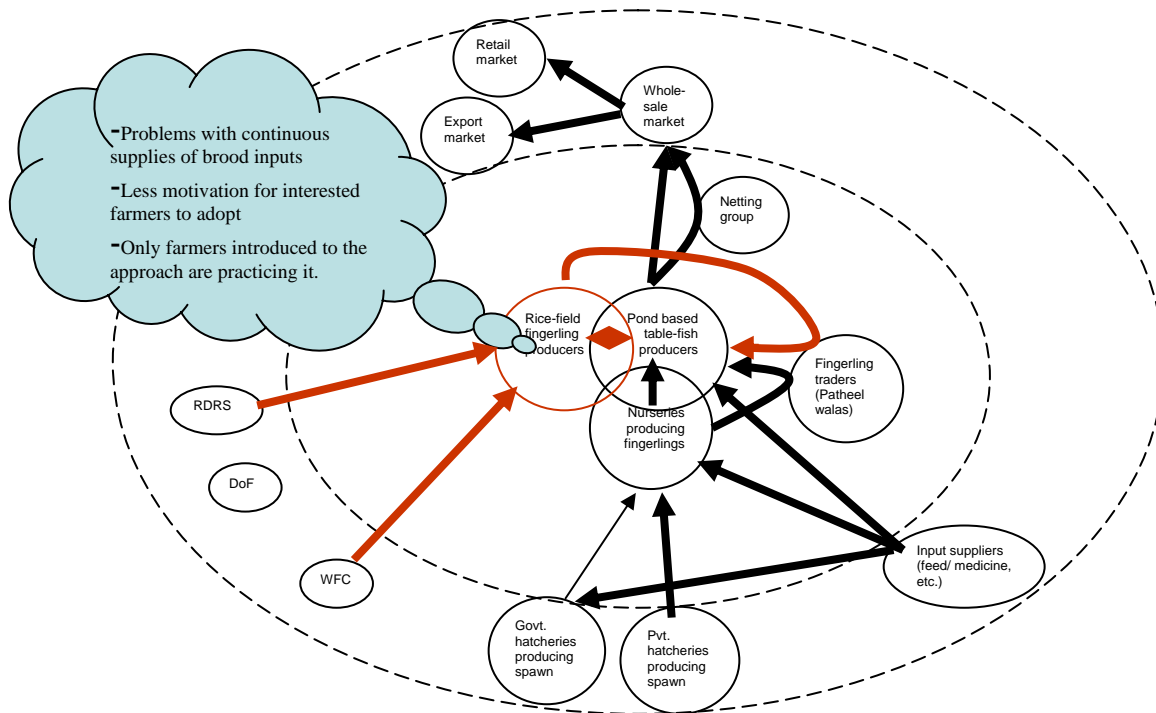 Retail
market
Export
market
Whole-
sale
market
-Problems with continuous
supplies of brood inputs
-Less motivation for interested
farmers to adopt
-Only farmers introduced to the
approach are practicing it.
Netting
group
Rice-field
fingerling
producers
Pond based
table-fish
producers
Fingerling
traders
(Patheel
walas)
Nurseries
producing
fingerlings
RDRS
DoF
WFC
Input suppliers
(feed/ medicine,
etc.)
Govt.
hatcheries
producing
spawn
Pvt.
hatcheries
producing
spawn